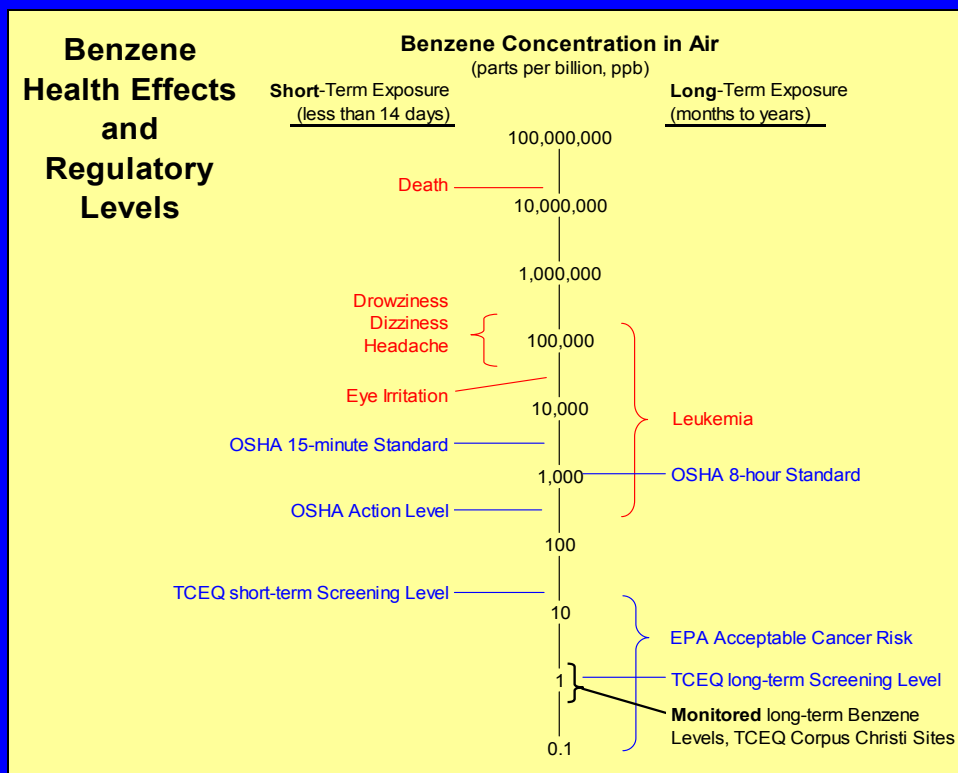 Benzene
Health Effects
and
Regulatory
Levels
Benzene Concentration in Air
(parts per billion, ppb)
Short-Term Exposure
(less than 14 days)
Long-Term Exposure
(months to years)
100,000,000
Death
10,000,000
1,000,000
Drowziness
Dizziness
Headache
100,000
Eye Irritation
10,000
Leukemia
OSHA 15-minute Standard
1,000
OSHA 8-hour Standard
OSHA Action Level
100
TCEQ short-term Screening Level
10
EPA Acceptable Cancer Risk
1
TCEQ long-term Screening Level
Monitored long-term Benzene
Levels, TCEQ Corpus Christi Sites
0.1